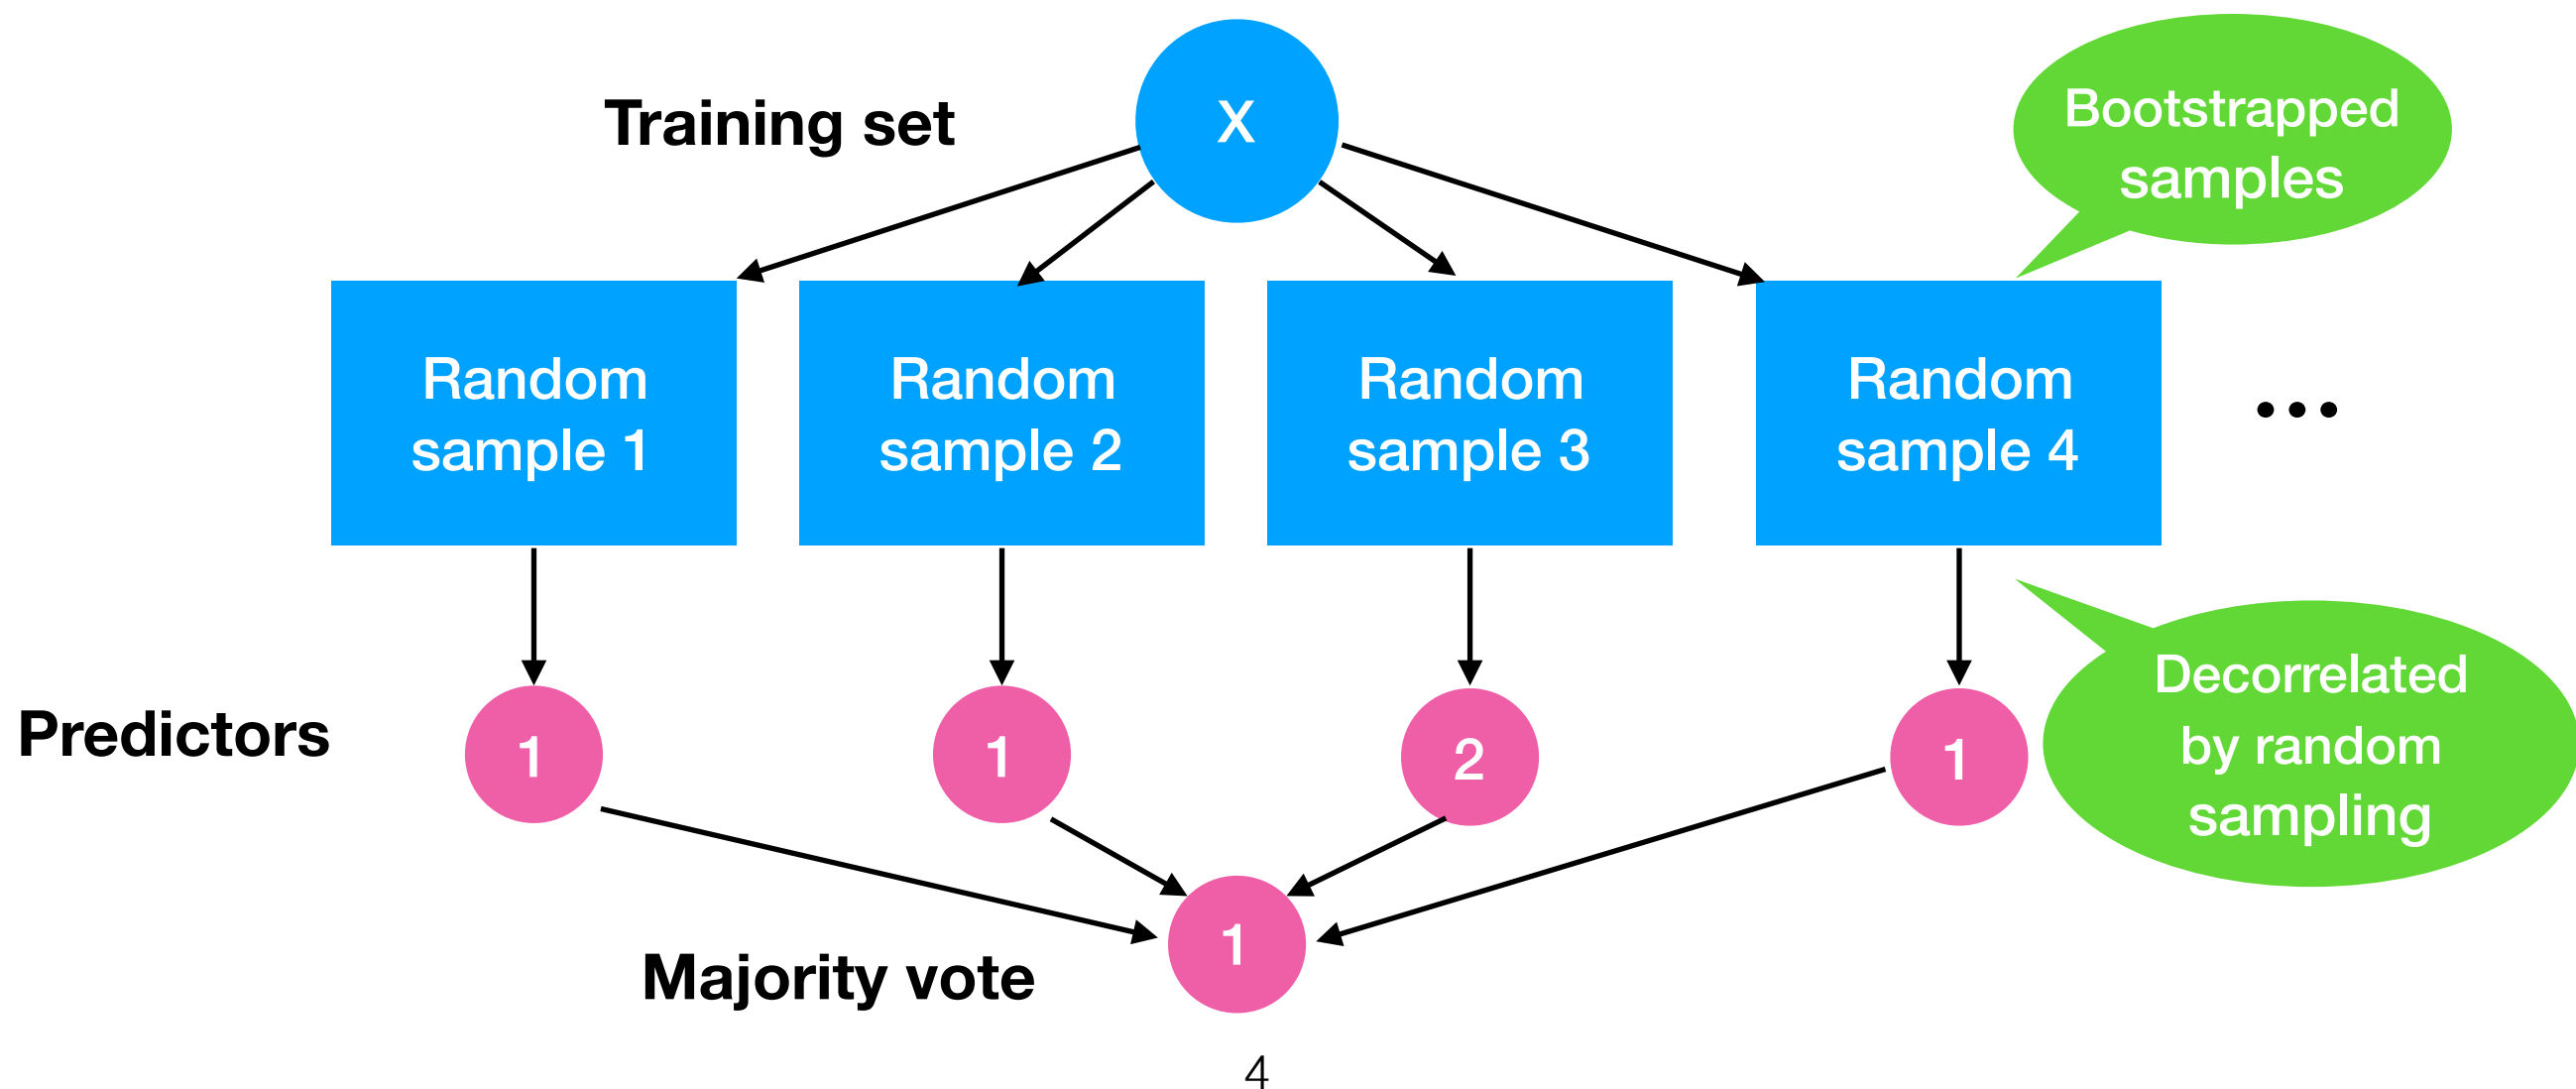 Training set
X
Bootstrapped
samples
Random
sample 1
Random
sample 2
Random
sample 3
Random
sample 4
...
Predictors
1
1
2
1
Decorrelated
by random
sampling
Majority vote
1
4